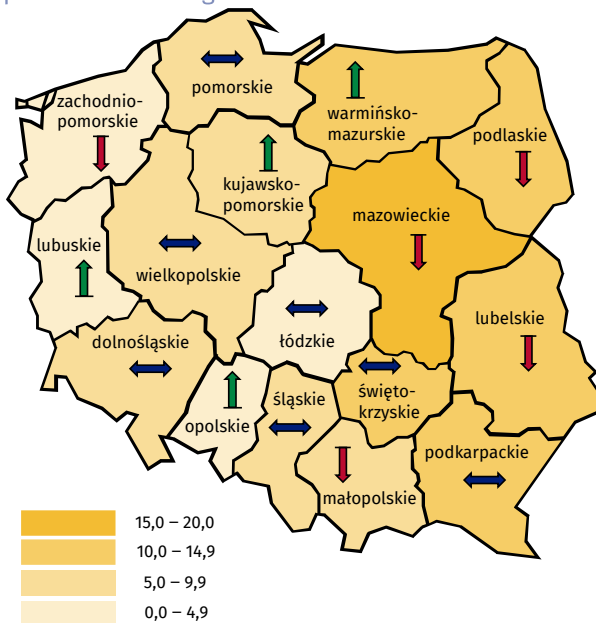 pomorskie
zachodnio-
pomorskie
warmińsko-
mazurskie
podlaskie
kujawsko-
pomorskie
mazowieckie
lubuskie
wielkopolskie
lubelskie
dolnośląskie
łódzkie
śląskie
święto-
krzyskie
opolskie
podkarpackie
małopolskie
15,0 – 20,0
10,0 – 14,9
5,0 – 9,9
0,0 – 4,9